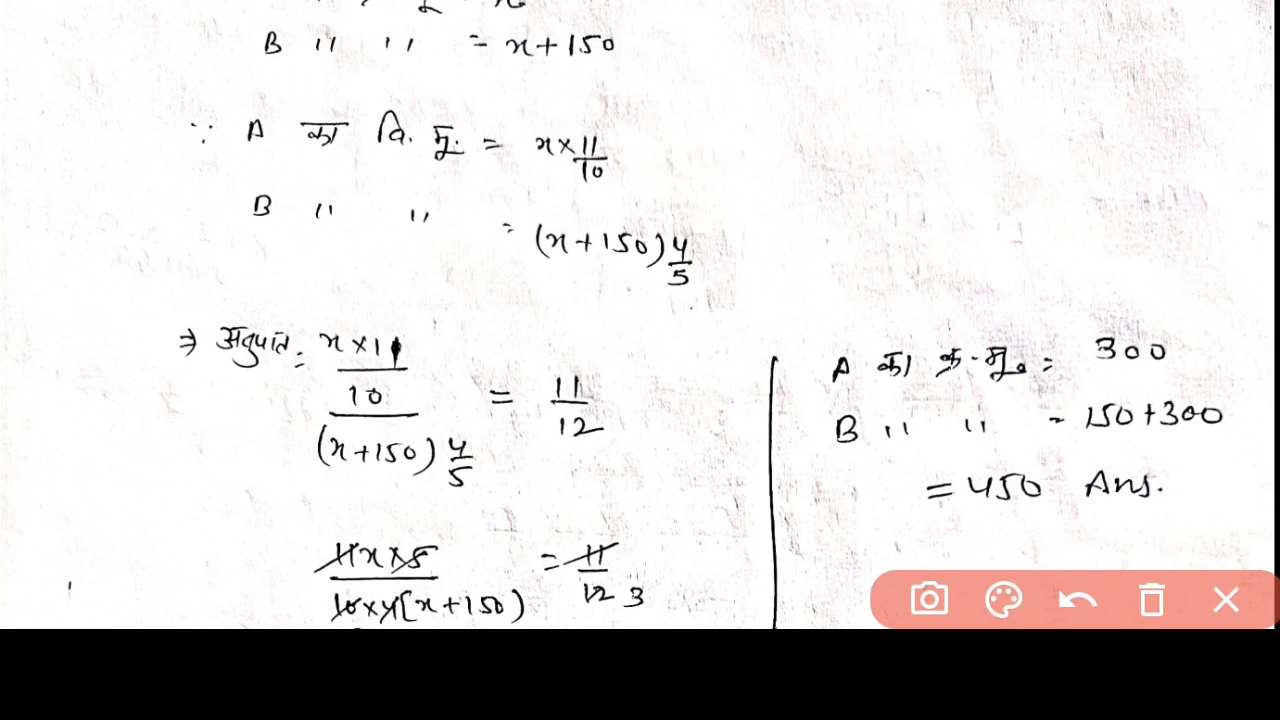 B '' '' = x+150
∵ A का वि. मू. = x×11/10
B '' '' = (x+150)4/5
⇒ अनुपात = x×11/10/(x+150)4/5 = 11/12
11x×5/10×4(x+150) = 11/12 3
A का क्र.मू. = 300
B '' '' = 150+300
= 450 Ans.